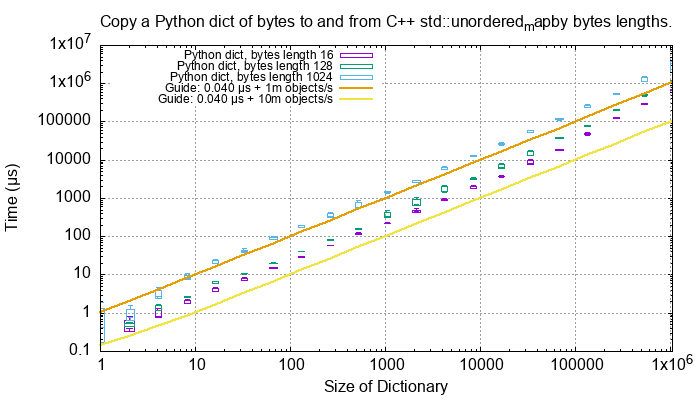 Copy a Python dict of bytes to and from C++ std::unordered_mapby bytes lengths.
1x10^7
1x10^6
100000
10000
1000
100
10
1
0.1
Time (µs)
Python dict, bytes length 16
Python dict, bytes length 128
Python dict, bytes length 1024
Guide: 0.040 µs + 1m objects/s
Guide: 0.040 µs + 10m objects/s
1 10 100 1000 10000 100000 1x10^6
Size of Dictionary